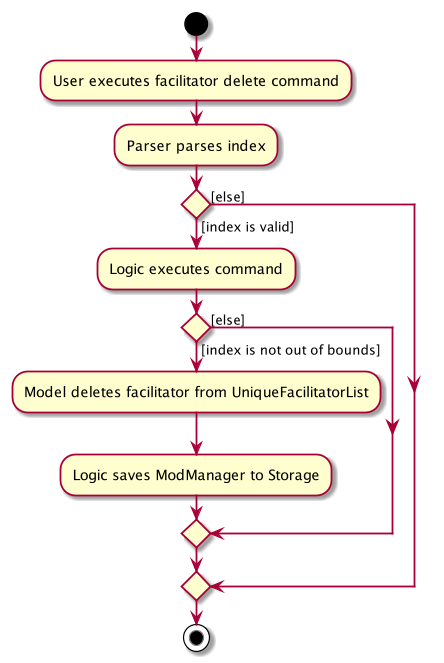 User executes facilitator delete command
Parser parses index
[else]
[index is valid]
Logic executes command
[else]
[index is not out of bounds]
Model deletes facilitator from UniqueFacilitatorList
Logic saves ModManager to Storage